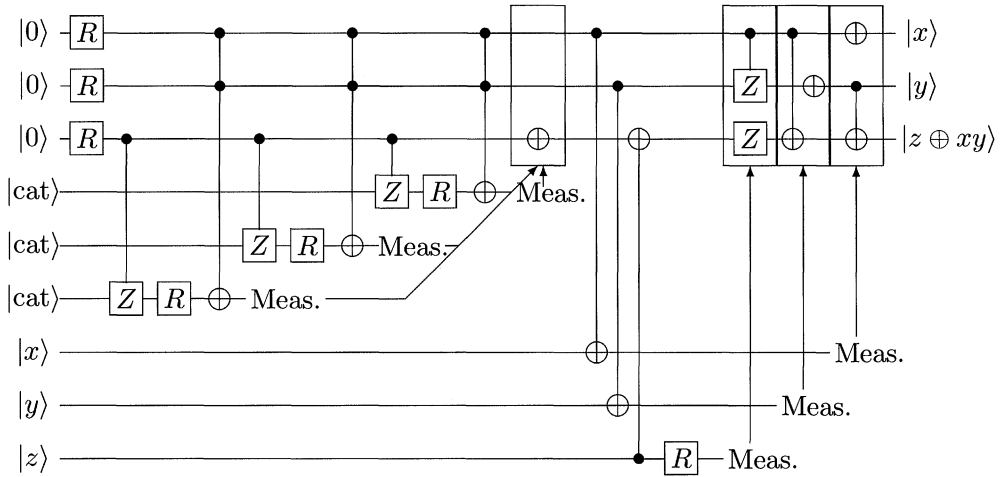 |0⟩ R |x⟩
|0⟩ R Z |y⟩
|0⟩ R Z |z ⊕ xy⟩
|cat⟩ Z R Meas.
|cat⟩ Z R Meas.
|cat⟩ Z R Meas.
|x⟩ Meas.
|y⟩ Meas.
|z⟩ R Meas.